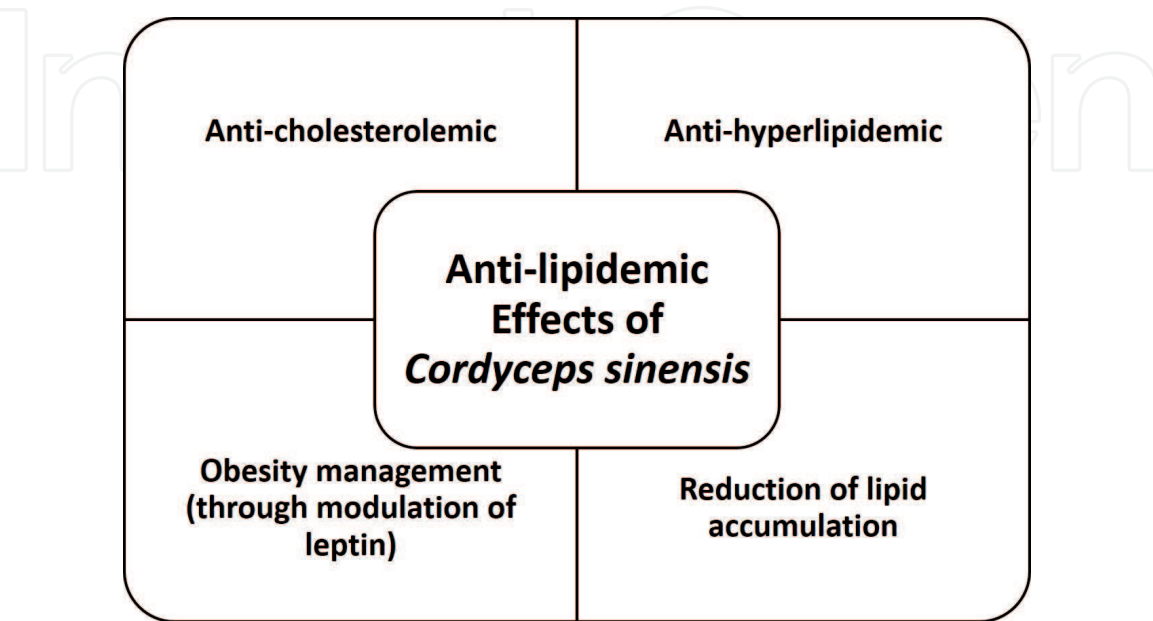 Anti-cholesterolemic
Anti-hyperlipidemic
Anti-lipidemic
Effects of
Cordyceps sinensis
Obesity management
(through modulation of
leptin)
Reduction of lipid
accumulation